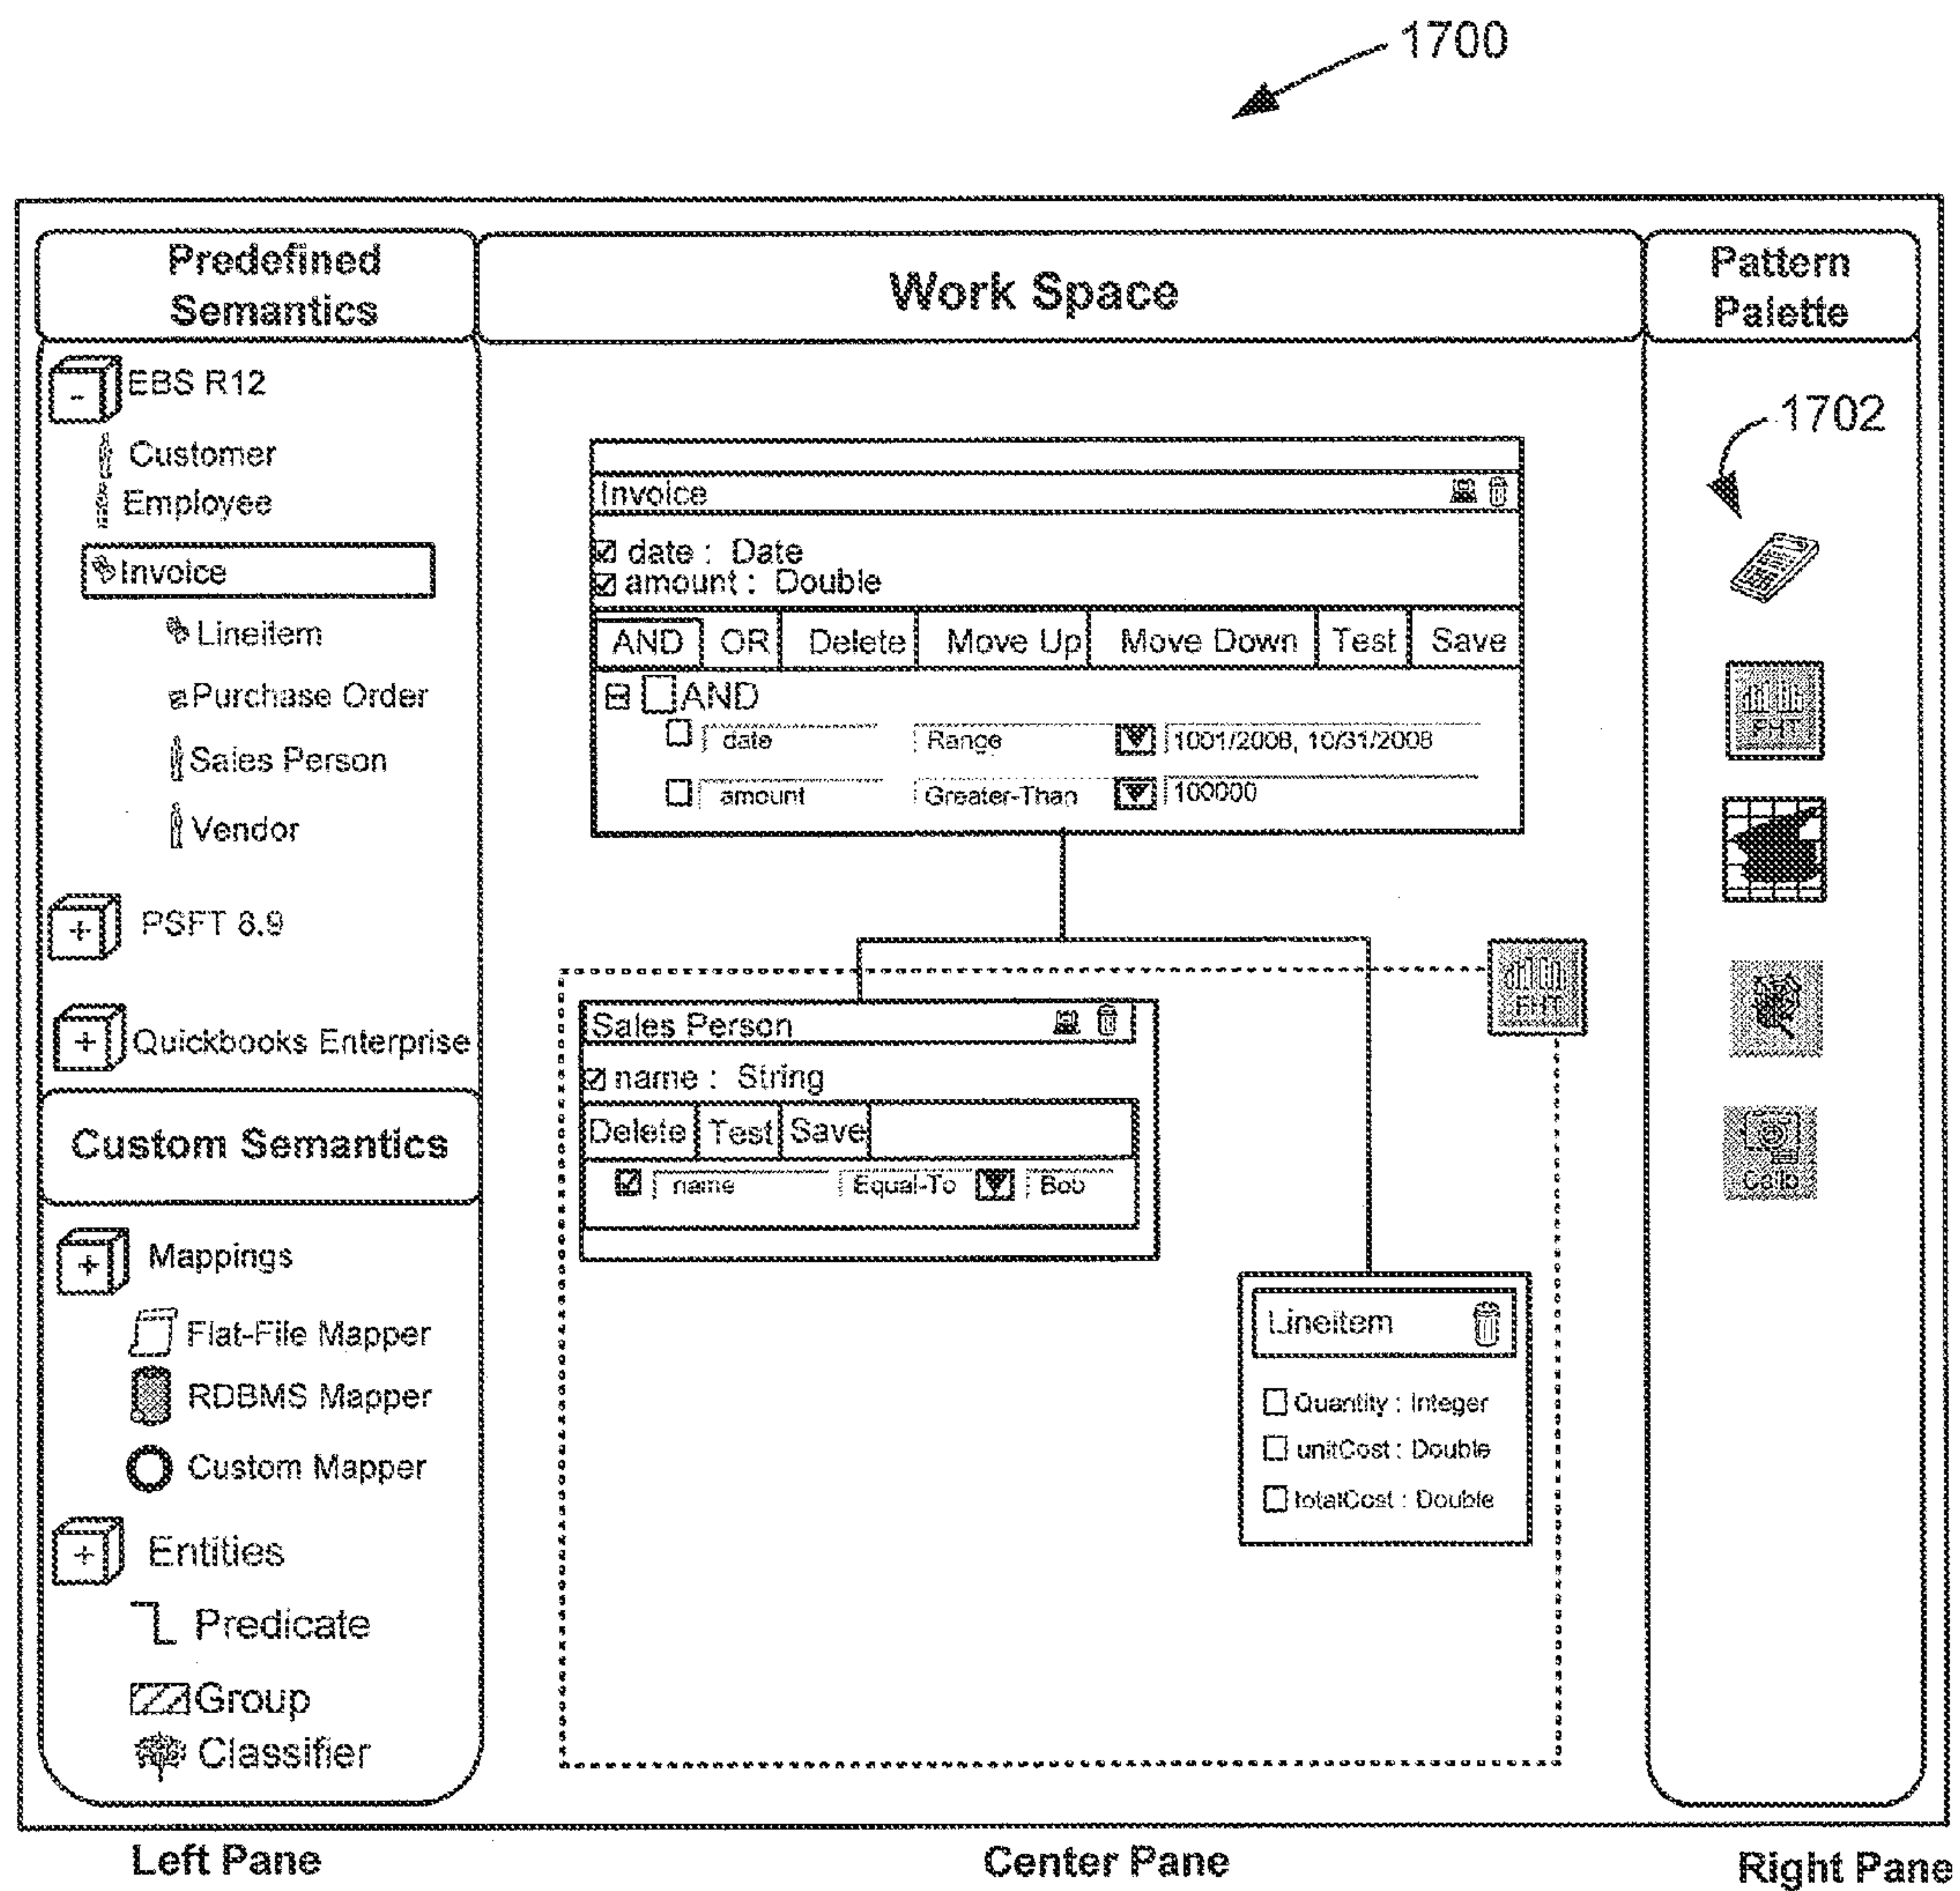 1700
Predefined
Semantics
Work Space
Pattern
Palette
EBS R12
Customer
Employee
Invoice
Lineitem
Purchase Order
Sales Person
Vendor
PSFT 8.9
Quickbooks Enterprise
Custom Semantics
Mappings
Flat-File Mapper
RDBMS Mapper
Custom Mapper
Entities
Predicate
Group
Classifier
Invoice
date : Date
amount : Double
AND OR Delete Move Up Move Down Test Save
AND
date Range 1001/2008, 10/31/2008
amount Greater-Than 100000
Sales Person
name : String
Delete Test Save
name Equal-To Bob
Lineitem
Quantity : Integer
unitCost : Double
totalCost : Double
1702
Left Pane
Center Pane
Right Pane